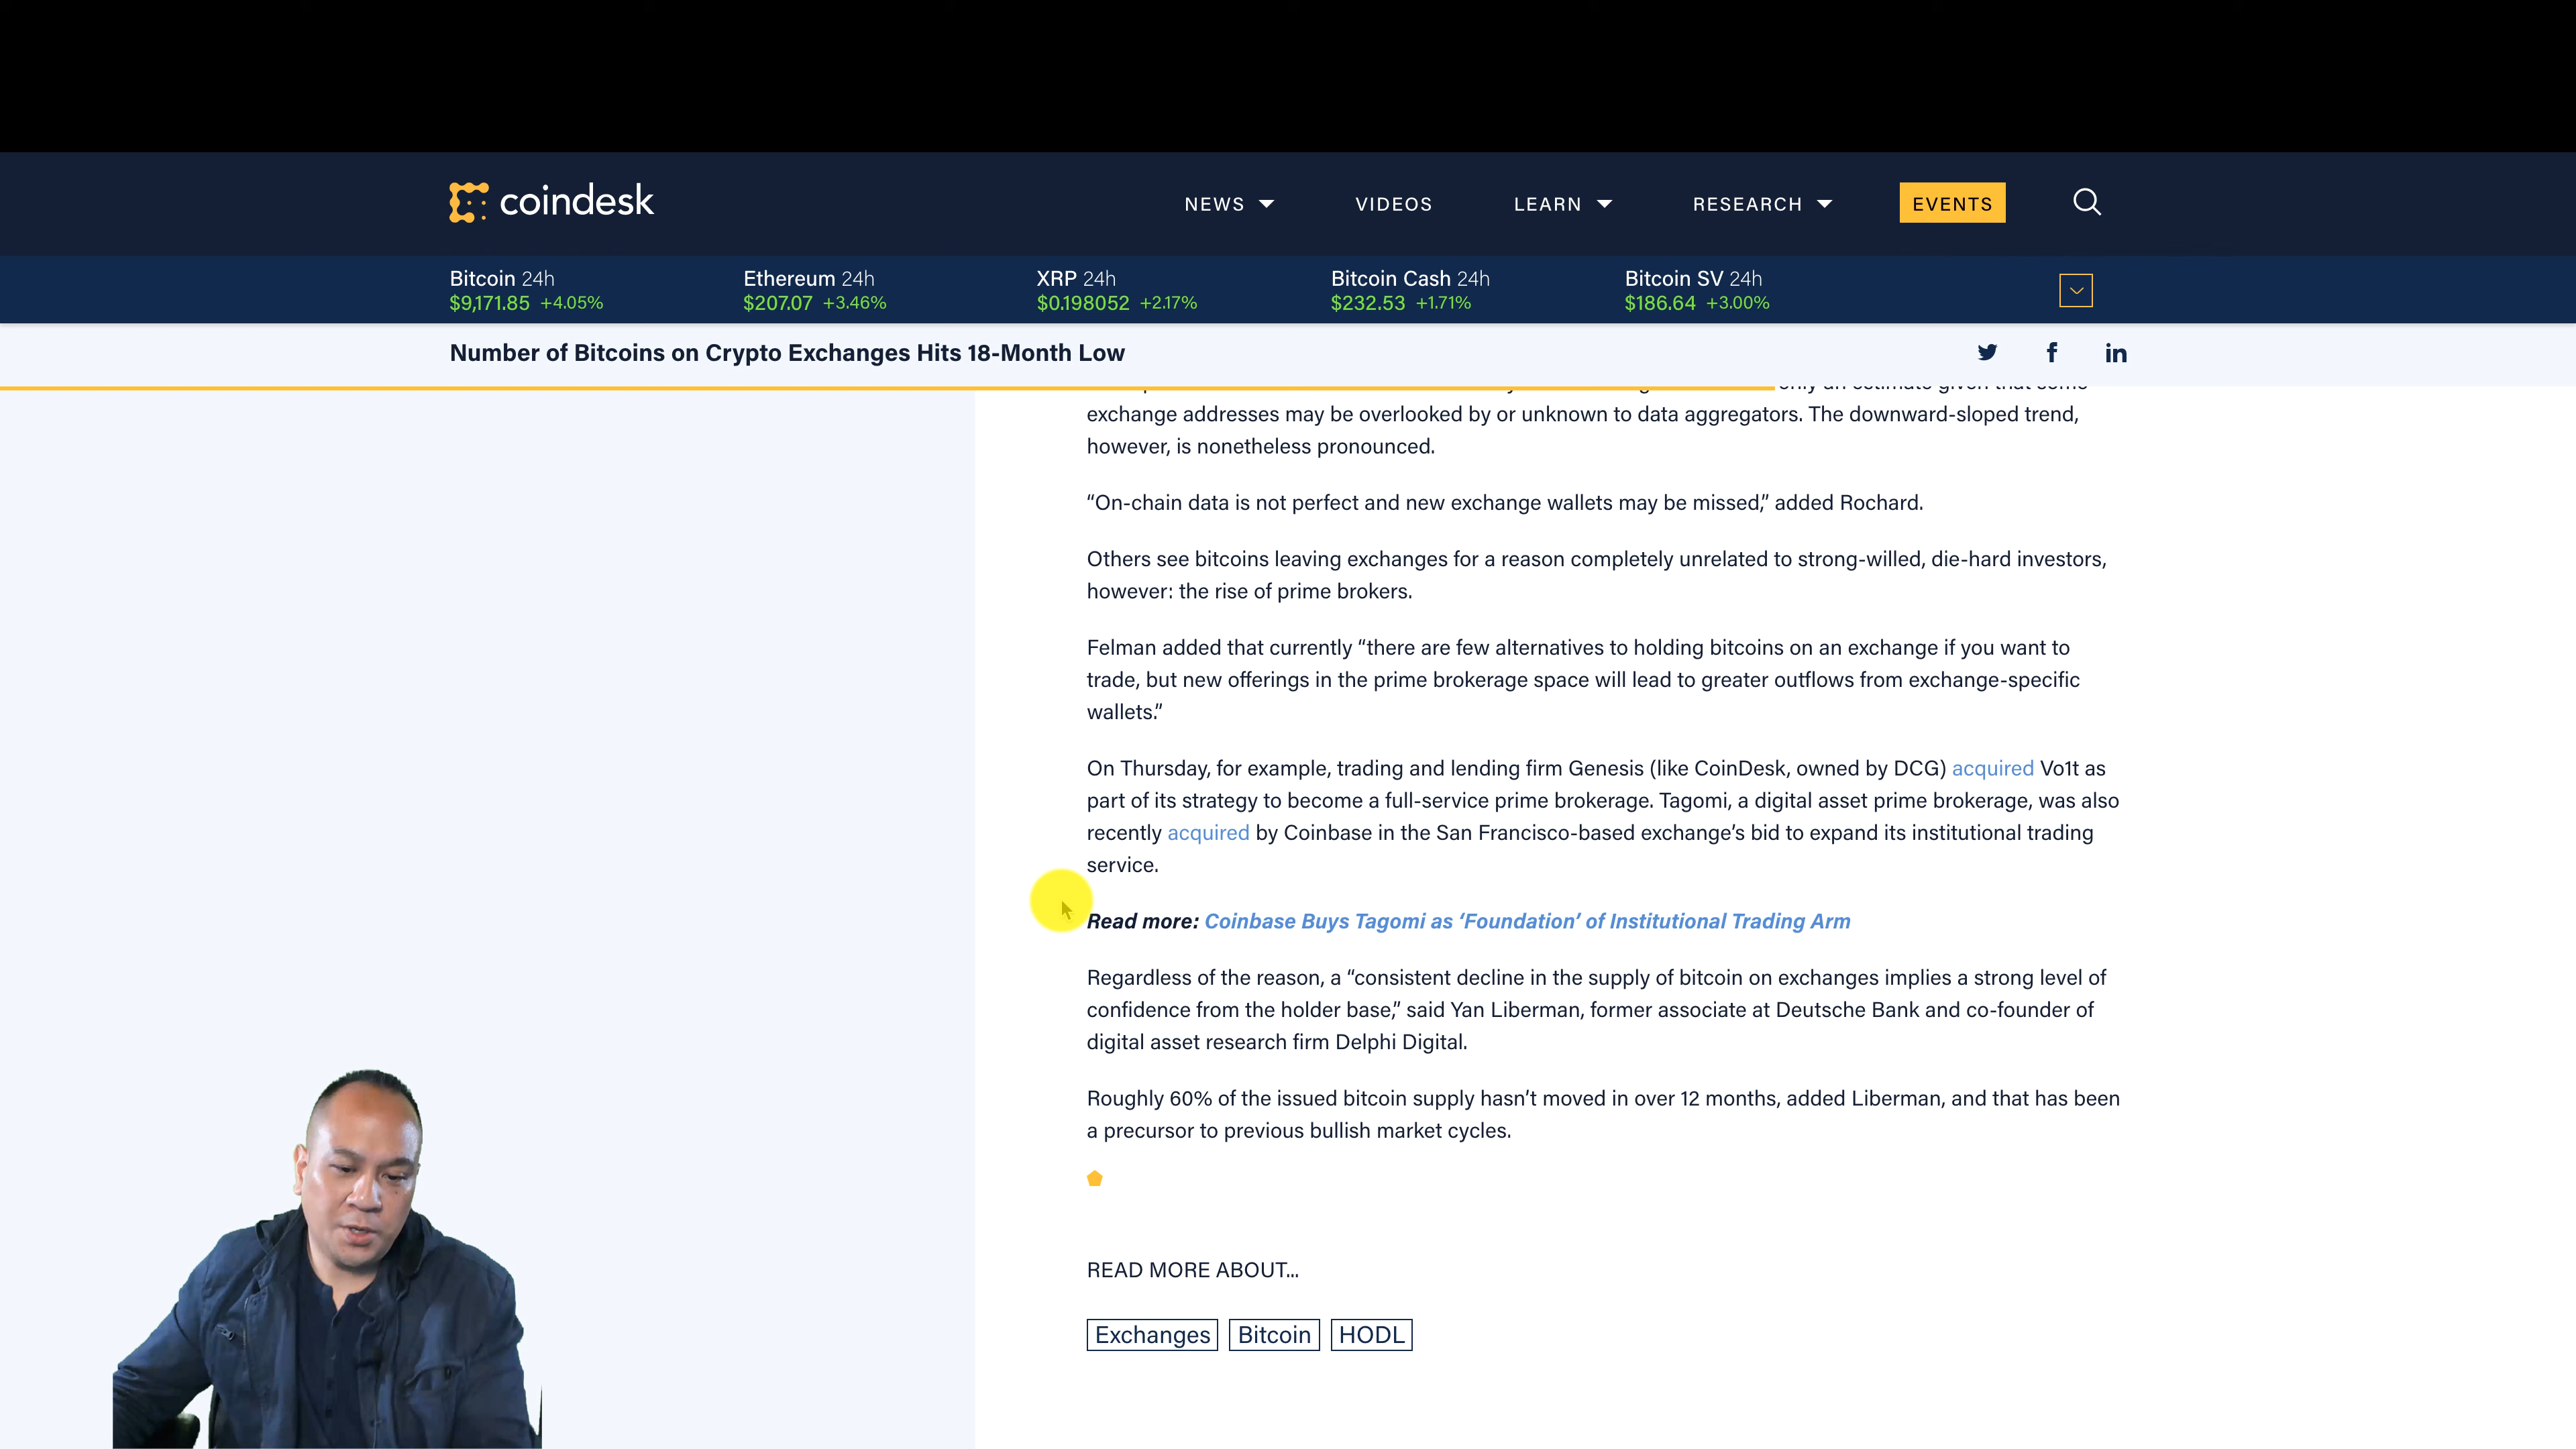 coindesk
NEWS
VIDEOS
LEARN
RESEARCH
EVENTS
Bitcoin 24h
$9,171.85 +4.05%
Ethereum 24h
$207.07 +3.46%
XRP 24h
$0.198052 +2.17%
Bitcoin Cash 24h
$232.53 +1.71%
Bitcoin SV 24h
$186.64 +3.00%
Number of Bitcoins on Crypto Exchanges Hits 18-Month Low
only an estimate given that some
exchange addresses may be overlooked by or unknown to data aggregators. The downward-sloped trend,
however, is nonetheless pronounced.
“On-chain data is not perfect and new exchange wallets may be missed,” added Rochard.
Others see bitcoins leaving exchanges for a reason completely unrelated to strong-willed, die-hard investors,
however: the rise of prime brokers.
Felman added that currently “there are few alternatives to holding bitcoins on an exchange if you want to
trade, but new offerings in the prime brokerage space will lead to greater outflows from exchange-specific
wallets.”
On Thursday, for example, trading and lending firm Genesis (like CoinDesk, owned by DCG) acquired Vo1t as
part of its strategy to become a full-service prime brokerage. Tagomi, a digital asset prime brokerage, was also
recently acquired by Coinbase in the San Francisco-based exchange’s bid to expand its institutional trading
service.
Read more: Coinbase Buys Tagomi as ‘Foundation’ of Institutional Trading Arm
Regardless of the reason, a “consistent decline in the supply of bitcoin on exchanges implies a strong level of
confidence from the holder base,” said Yan Liberman, former associate at Deutsche Bank and co-founder of
digital asset research firm Delphi Digital.
Roughly 60% of the issued bitcoin supply hasn’t moved in over 12 months, added Liberman, and that has been
a precursor to previous bullish market cycles.
READ MORE ABOUT...
Exchanges
Bitcoin
HODL